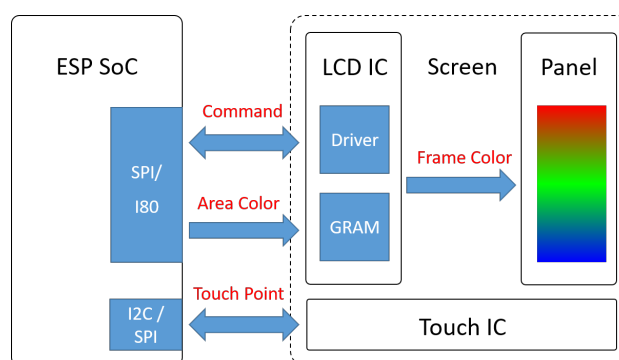 ESP SoC
LCD IC
Screen
Panel
Command
Driver
SPI/
I80
Frame Color
Area Color
GRAM
Touch Point
I2C /
SPI
Touch IC